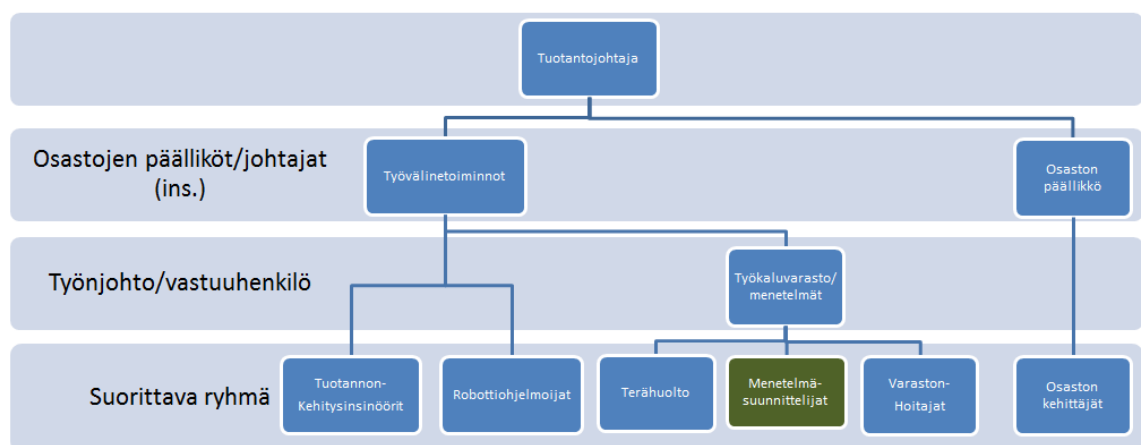 Tuotantojohtaja
Osastojen päälliköt/johtajat
(ins.)
Työvälinetoiminnot
Osaston
päällikkö
Työnjohto/vastuuhenkilö
Työkaluvarasto/
menetelmät
Suorittava ryhmä
Tuotannon-
Kehitysinsinöörit
Robottiohjelmoijat
Terähuolto
Menetelmä-
suunnittelijat
Varaston-
Hoitajat
Osaston
kehittäjät